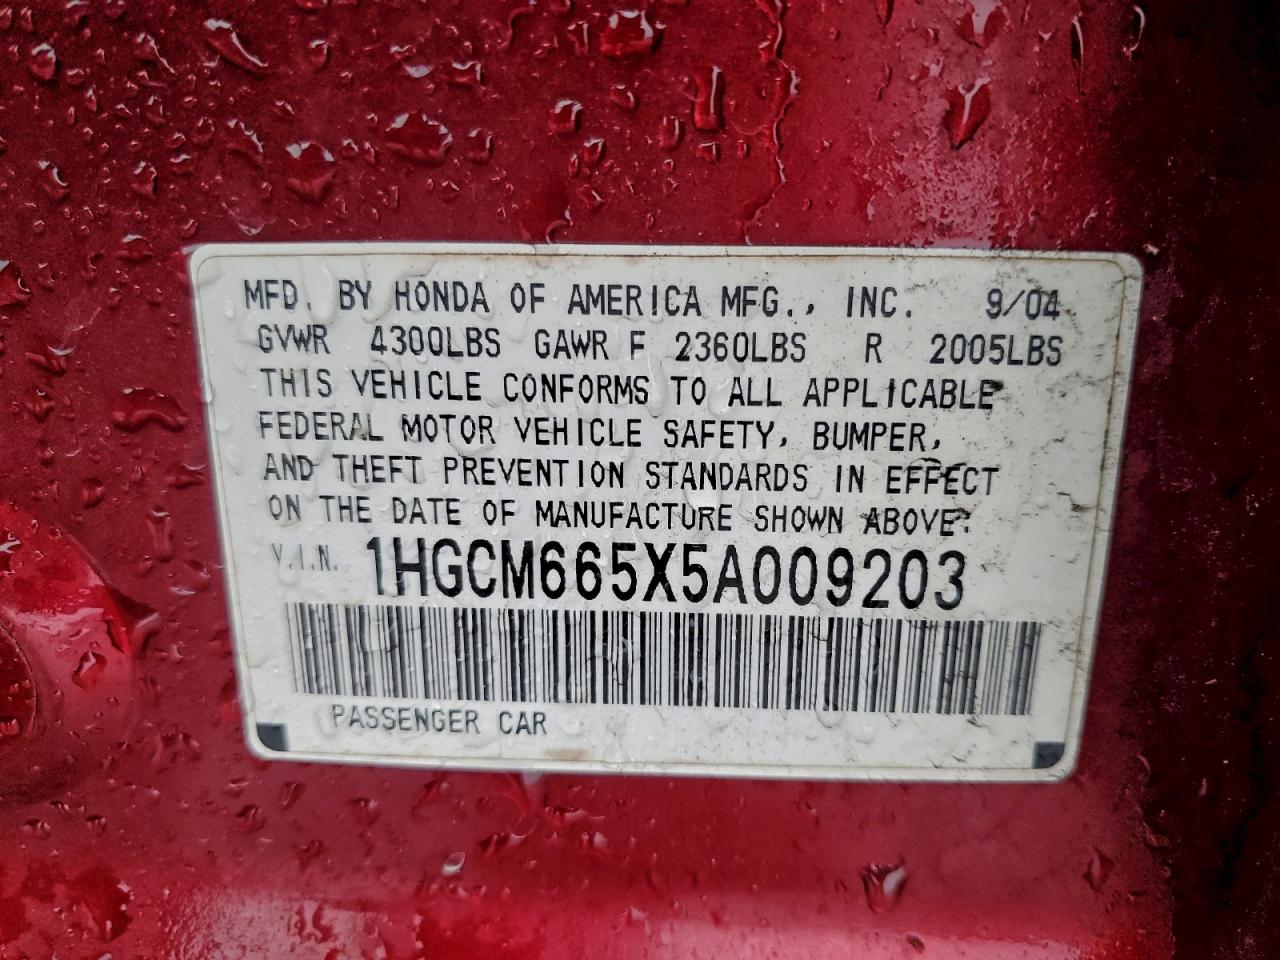 MFD. BY HONDA OF AMERICA MFG., INC. 9/04
GVWR 4300LBS GAWR F 2360LBS R 2005LBS
THIS VEHICLE CONFORMS TO ALL APPLICABLE
FEDERAL MOTOR VEHICLE SAFETY, BUMPER,
AND THEFT PREVENTION STANDARDS IN EFFECT
ON THE DATE OF MANUFACTURE SHOWN ABOVE.
V.I.N. 1HGCM665X5A009203
PASSENGER CAR